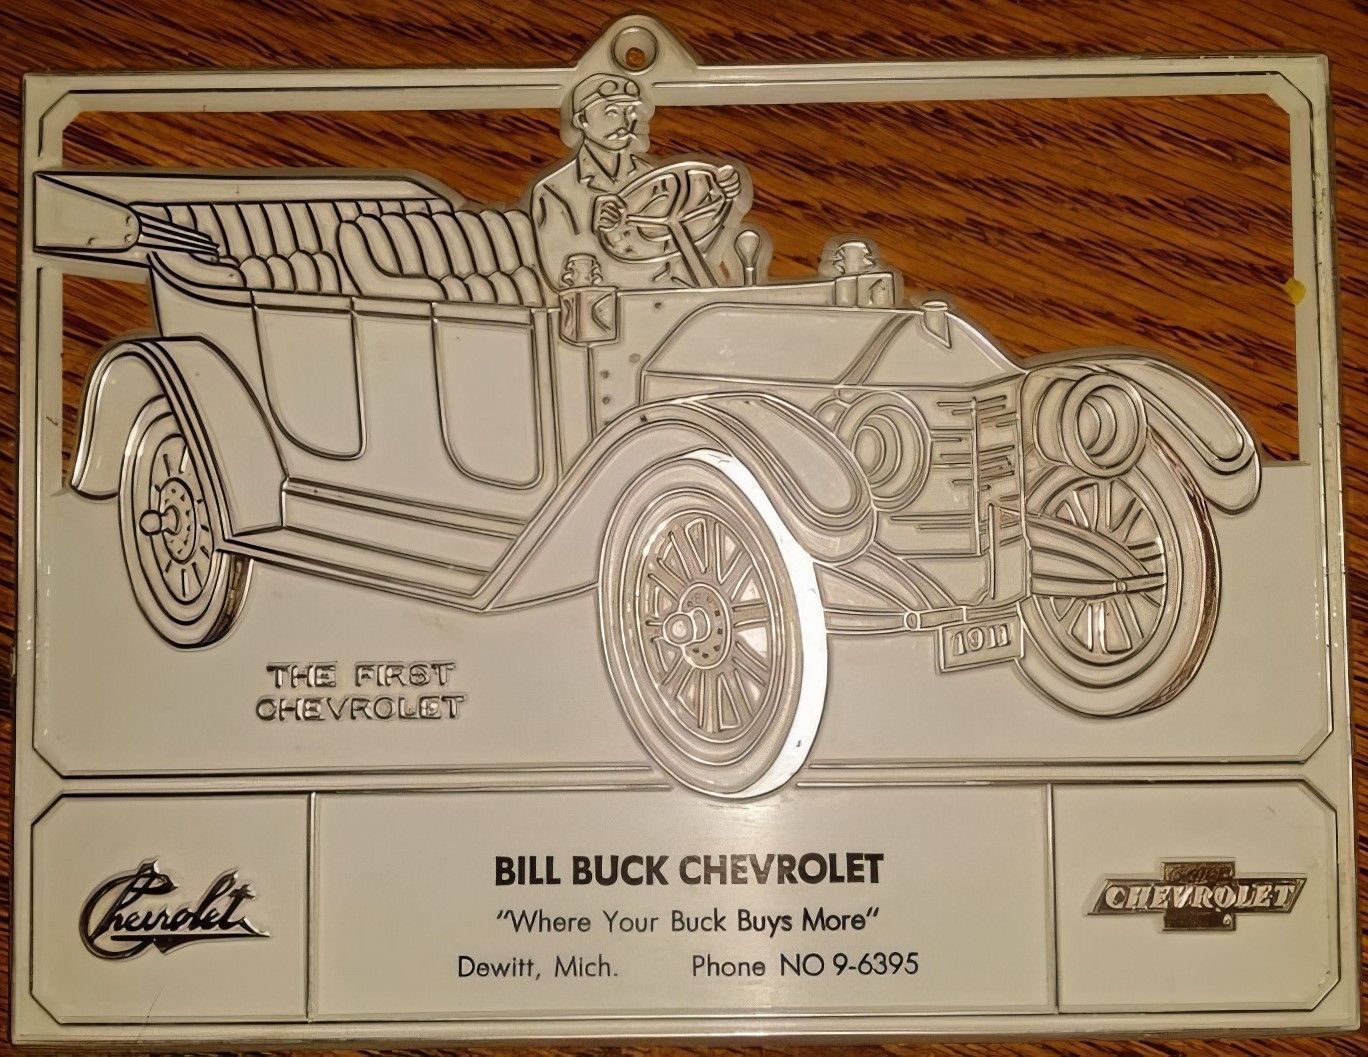 1911
THE FIRST
CHEVROLET
Chevrolet
BILL BUCK CHEVROLET
"Where Your Buck Buys More"
Dewitt, Mich. Phone NO 9-6395
CHEVROLET